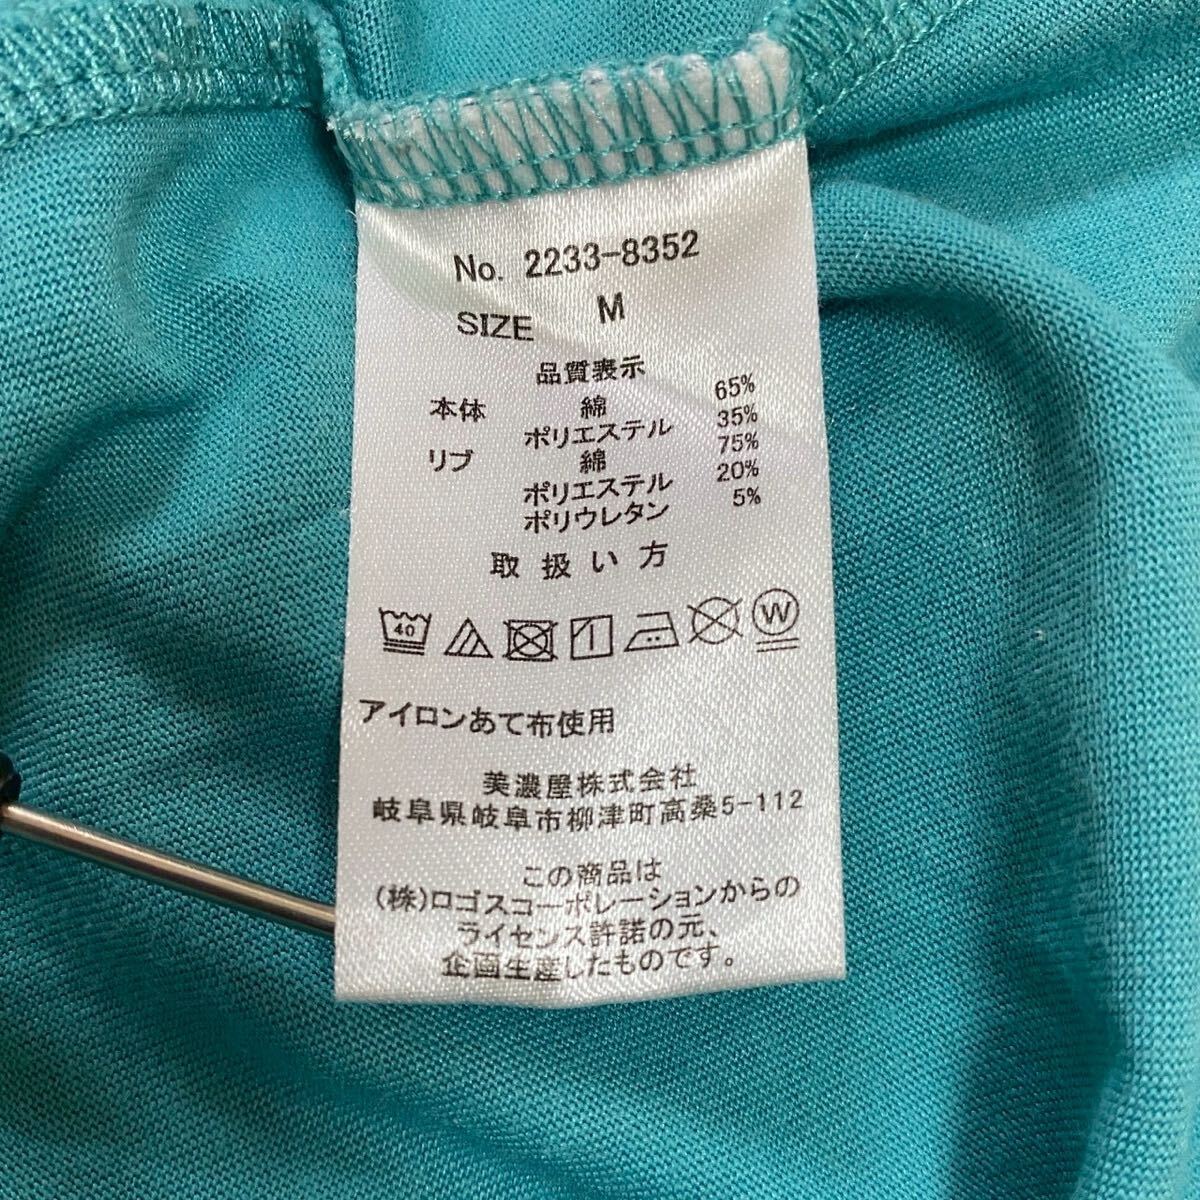 No. 2233-8352
SIZE M
品質表示
本体 綿 65%
ポリエステル 35%
リブ 綿 75%
ポリエステル 20%
ポリウレタン 5%
取扱い方
40 W
アイロンあて布使用
美濃屋株式会社
岐阜県岐阜市柳津町高桑5-112
この商品は
(株)ロゴスコーポレーションからの
ライセンス許諾の元、
企画生産したものです。